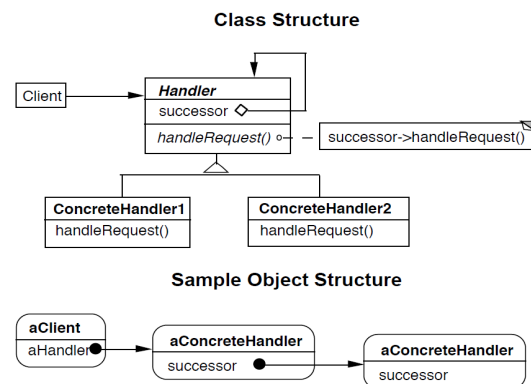 Class Structure
Client
Handler
successor
handleRequest()
successor->handleRequest()
ConcreteHandler1
handleRequest()
ConcreteHandler2
handleRequest()
Sample Object Structure
aClient
aHandler
aConcreteHandler
successor
aConcreteHandler
successor